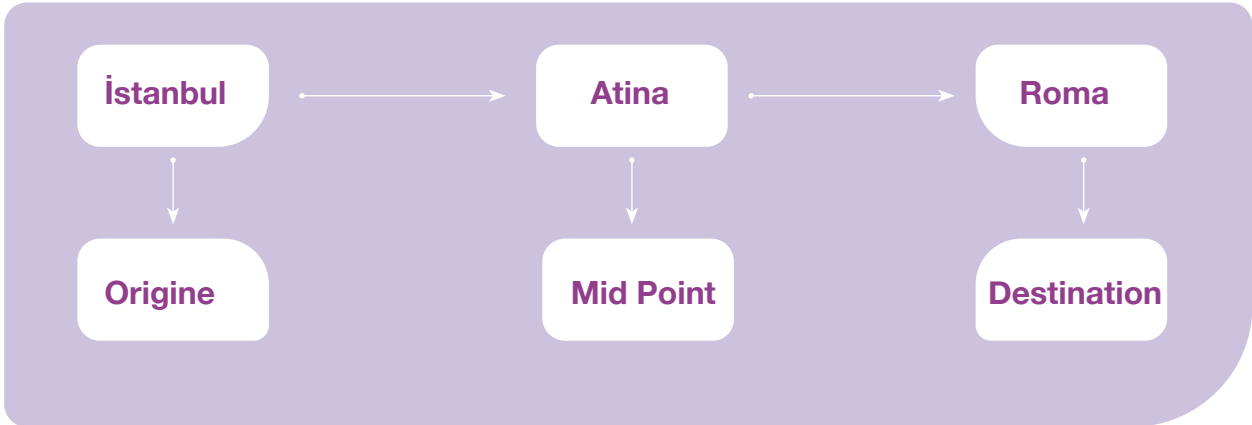 İstanbul
Atina
Roma
Origine
Mid Point
Destination